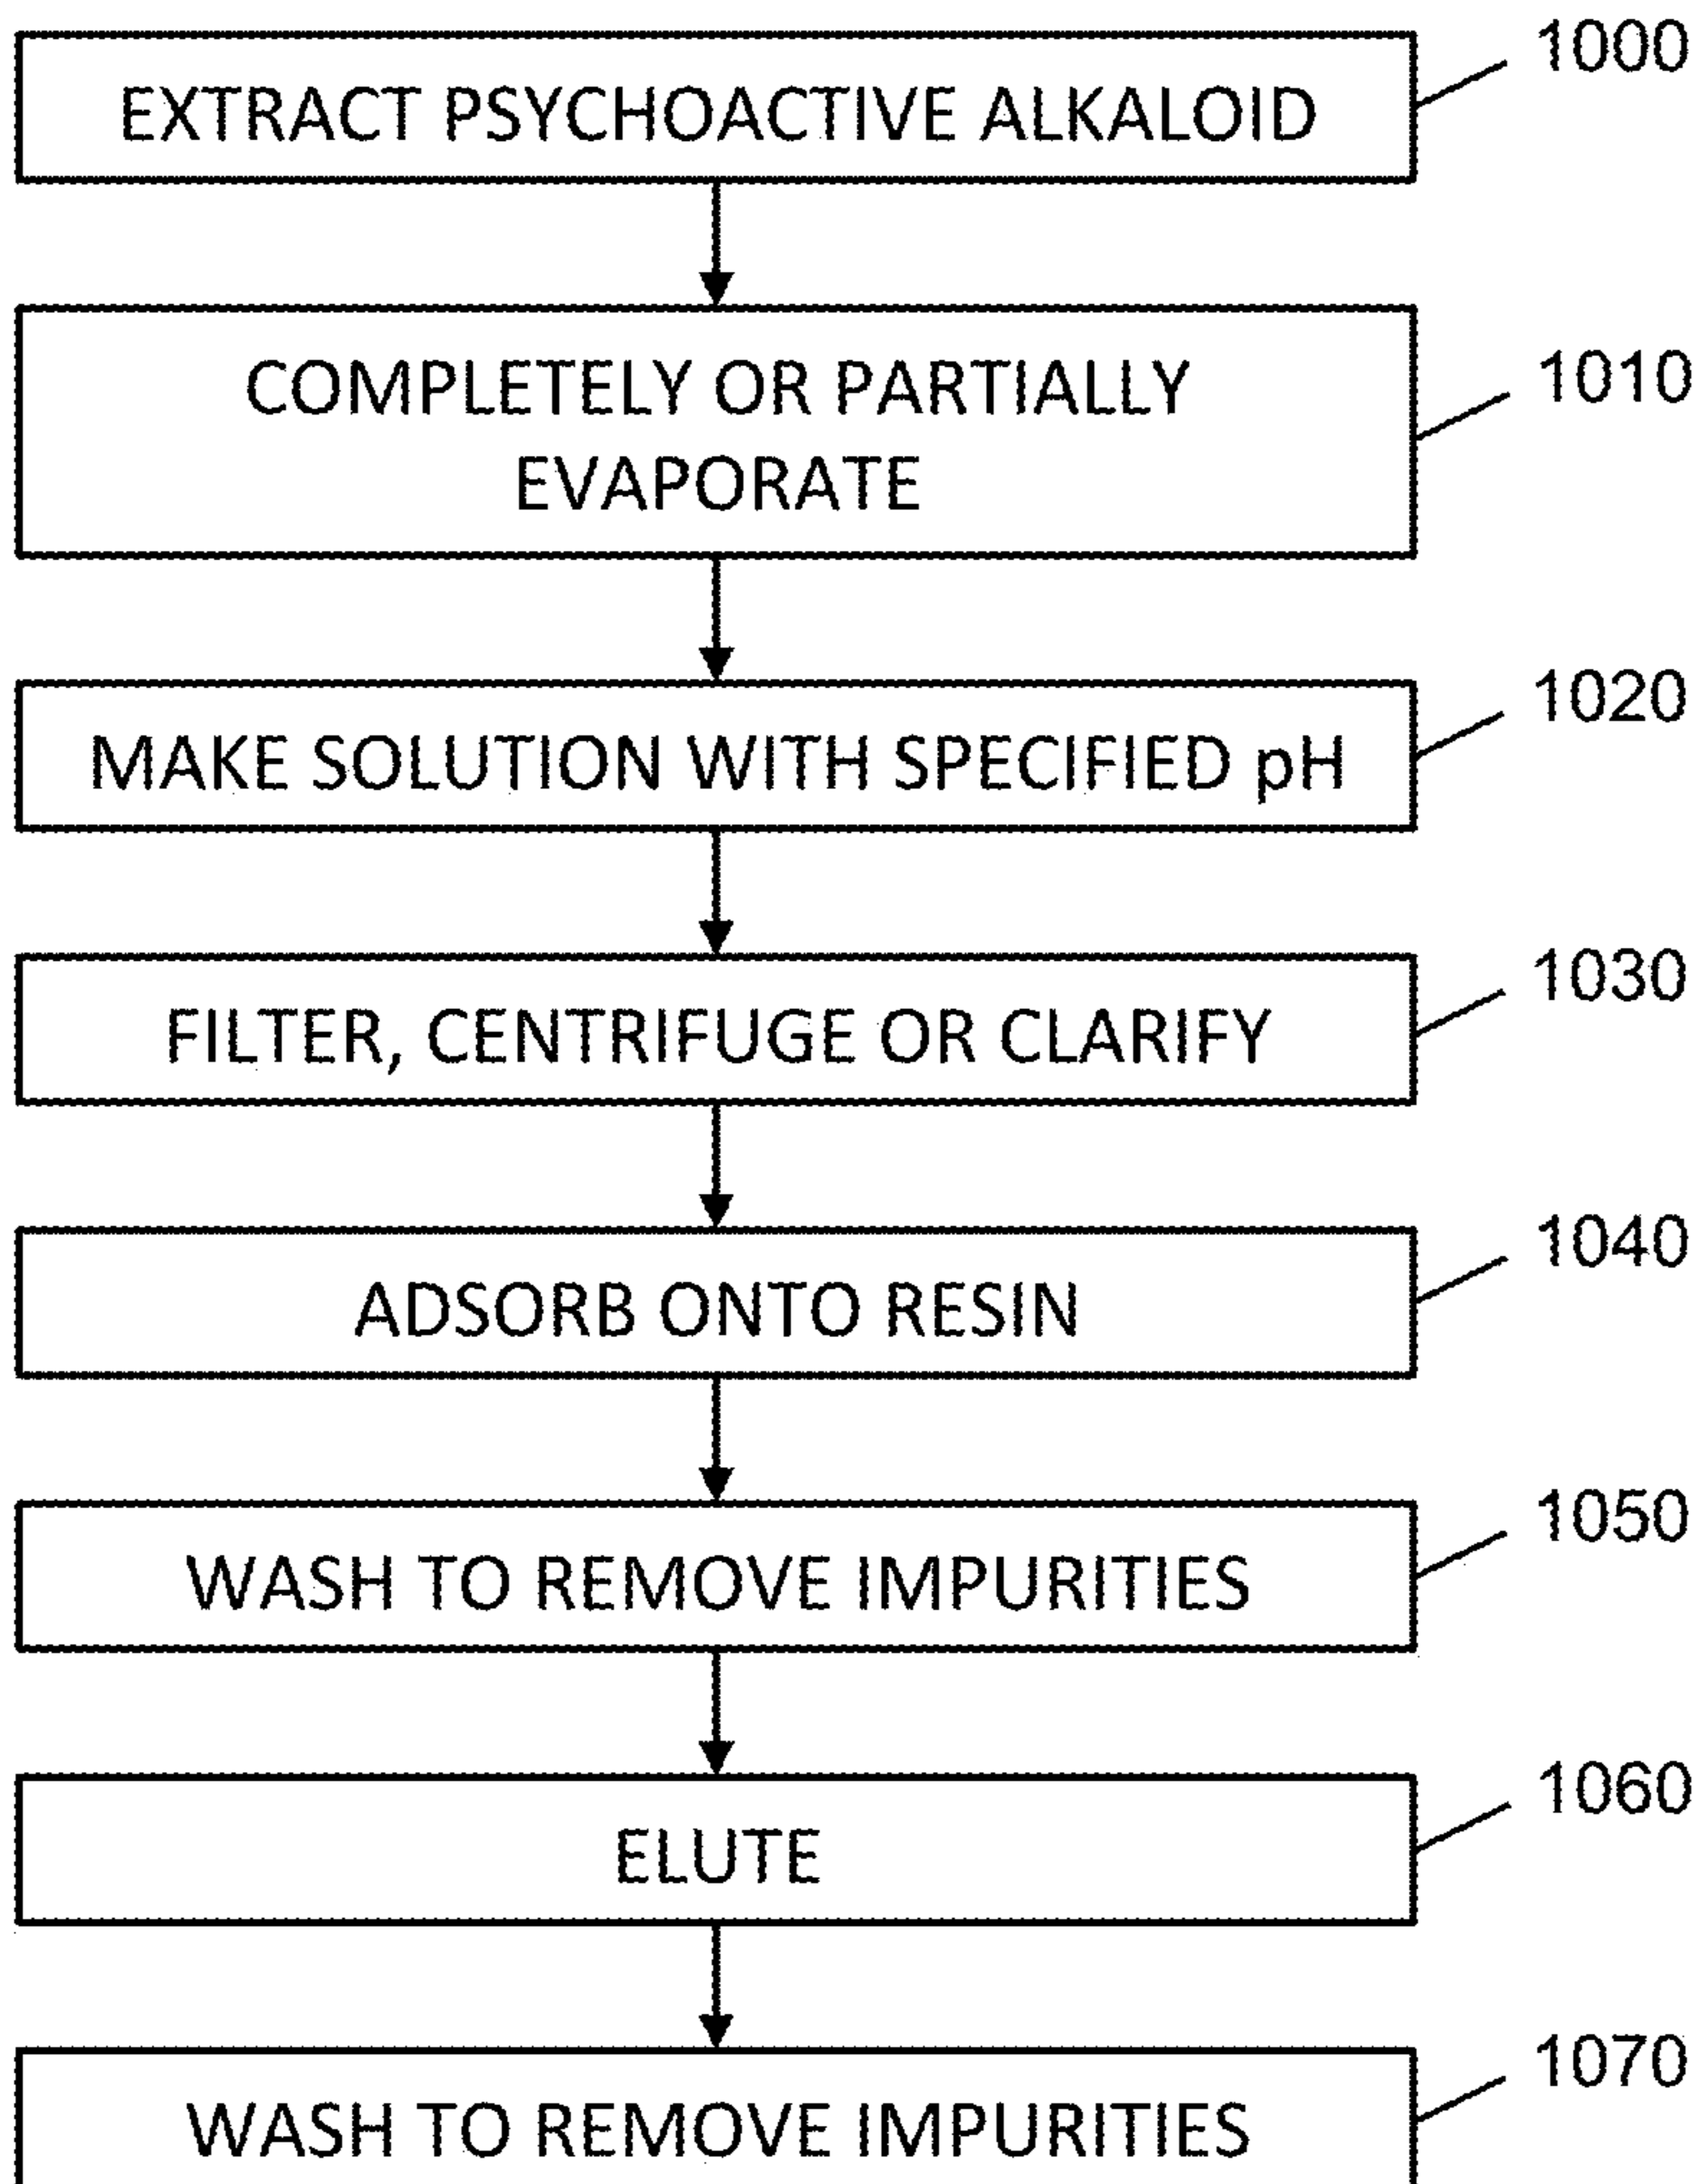 1000
EXTRACT PSYCHOACTIVE ALKALOID
1010
COMPLETELY OR PARTIALLY
EVAPORATE
1020
MAKE SOLUTION WITH SPECIFIED pH
1030
FILTER, CENTRIFUGE OR CLARIFY
1040
ADSORB ONTO RESIN
1050
WASH TO REMOVE IMPURITIES
1060
ELUTE
1070
WASH TO REMOVE IMPURITIES